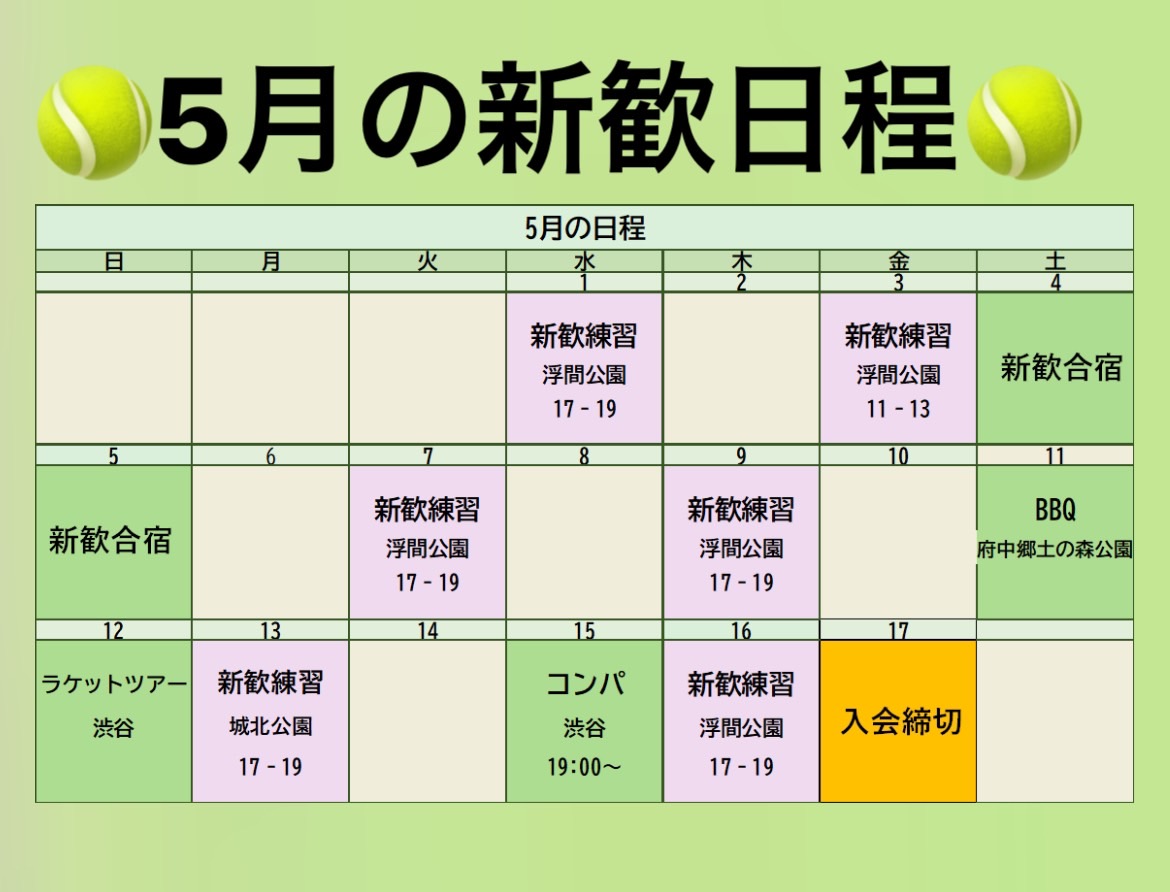 5月の新歓日程
5月の日程
日 月 火 水 木 金 土
1 2 3 4
新歓練習
浮間公園
17 - 19
新歓練習
浮間公園
11 - 13
新歓合宿
5 6 7 8 9 10 11
新歓合宿
新歓練習
浮間公園
17 - 19
新歓練習
浮間公園
17 - 19
BBQ
府中郷土の森公園
12 13 14 15 16 17
ラケットツアー
渋谷
新歓練習
城北公園
17 - 19
コンパ
渋谷
19:00～
新歓練習
浮間公園
17 - 19
入会締切